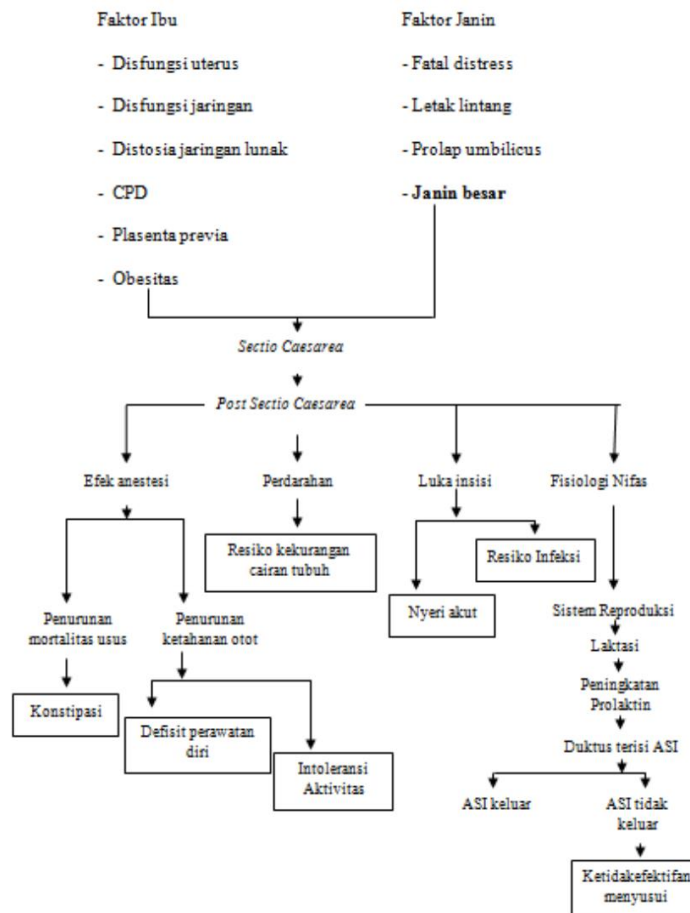 Faktor Ibu
- Disfungsi uterus
- Disfungsi jaringan
- Distosia jaringan lunak
- CPD
- Plasenta previa
- Obesitas
Faktor Janin
- Fatal distress
- Letak lintang
- Prolap umbilicus
- Janin besar
Sectio Caesarea
Post Sectio Caesarea
Efek anestesi
Perdarahan
Luka insisi
Fisiologi Nifas
Resiko kekurangan
cairan tubuh
Resiko Infeksi
Nyeri akut
Penurunan
mortalitas usus
Penurunan
ketahanan otot
Sistem Reproduksi
Laktasi
Peningkatan
Prolaktin
Konstipasi
Defisit perawatan
diri
Intoleransi
Aktivitas
Duktus terisi ASI
ASI keluar
ASI tidak
keluar
Ketidakefektifan
menyusui